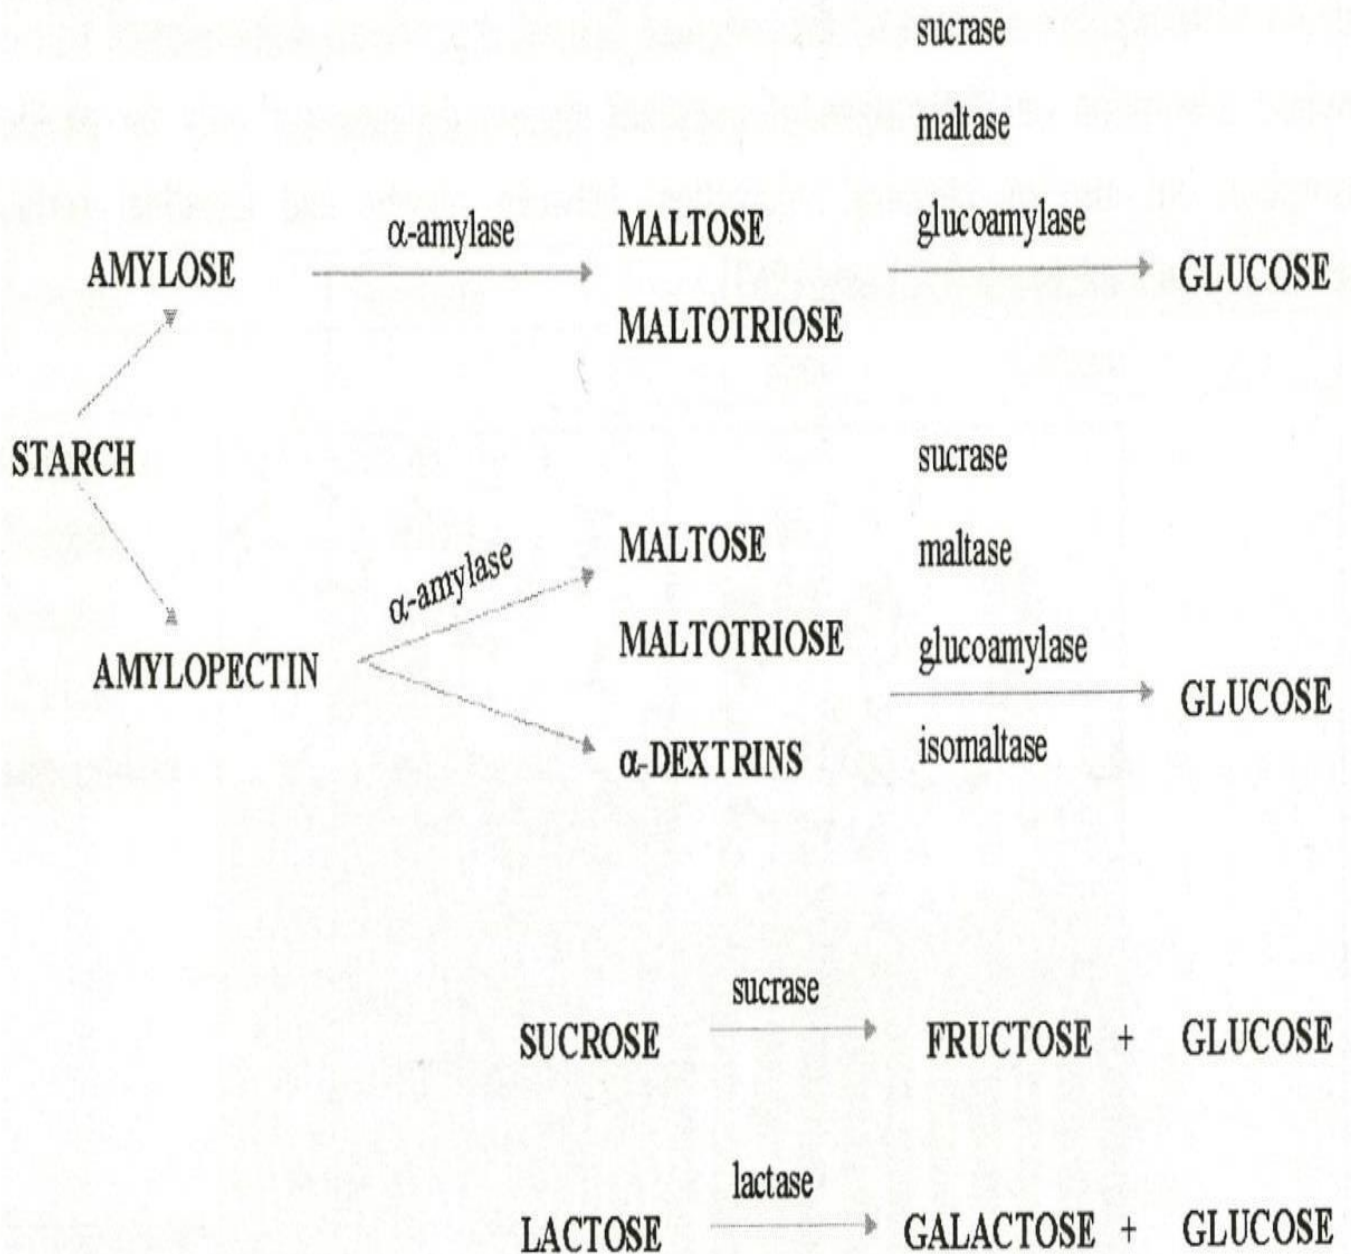 sucrase
maltase
α-amylase MALTOSE glucoamylase
AMYLOSE GLUCOSE
MALTOTRIOSE
STARCH sucrase
α-amylase MALTOSE maltase
MALTOTRIOSE glucoamylase
AMYLOPECTIN GLUCOSE
α-DEXTRINS isomaltase
sucrase
SUCROSE FRUCTOSE + GLUCOSE
lactase
LACTOSE GALACTOSE + GLUCOSE